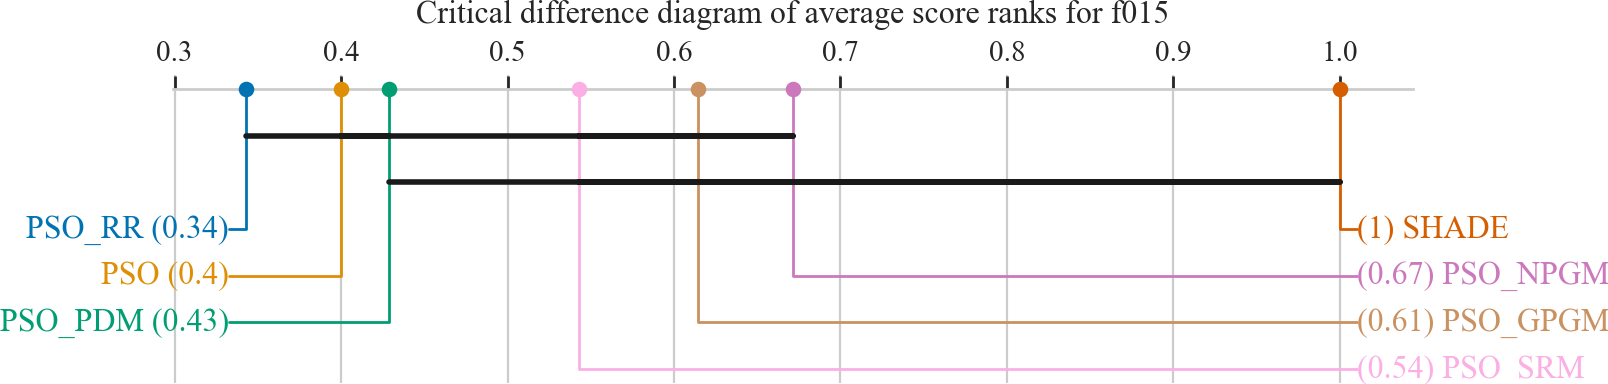 Critical difference diagram of average score ranks for f015
0.3 0.4 0.5 0.6 0.7 0.8 0.9 1.0
PSO_RR (0.34) (1) SHADE
PSO (0.4) (0.67) PSO_NPGM
PSO_PDM (0.43) (0.61) PSO_GPGM
(0.54) PSO_SRM